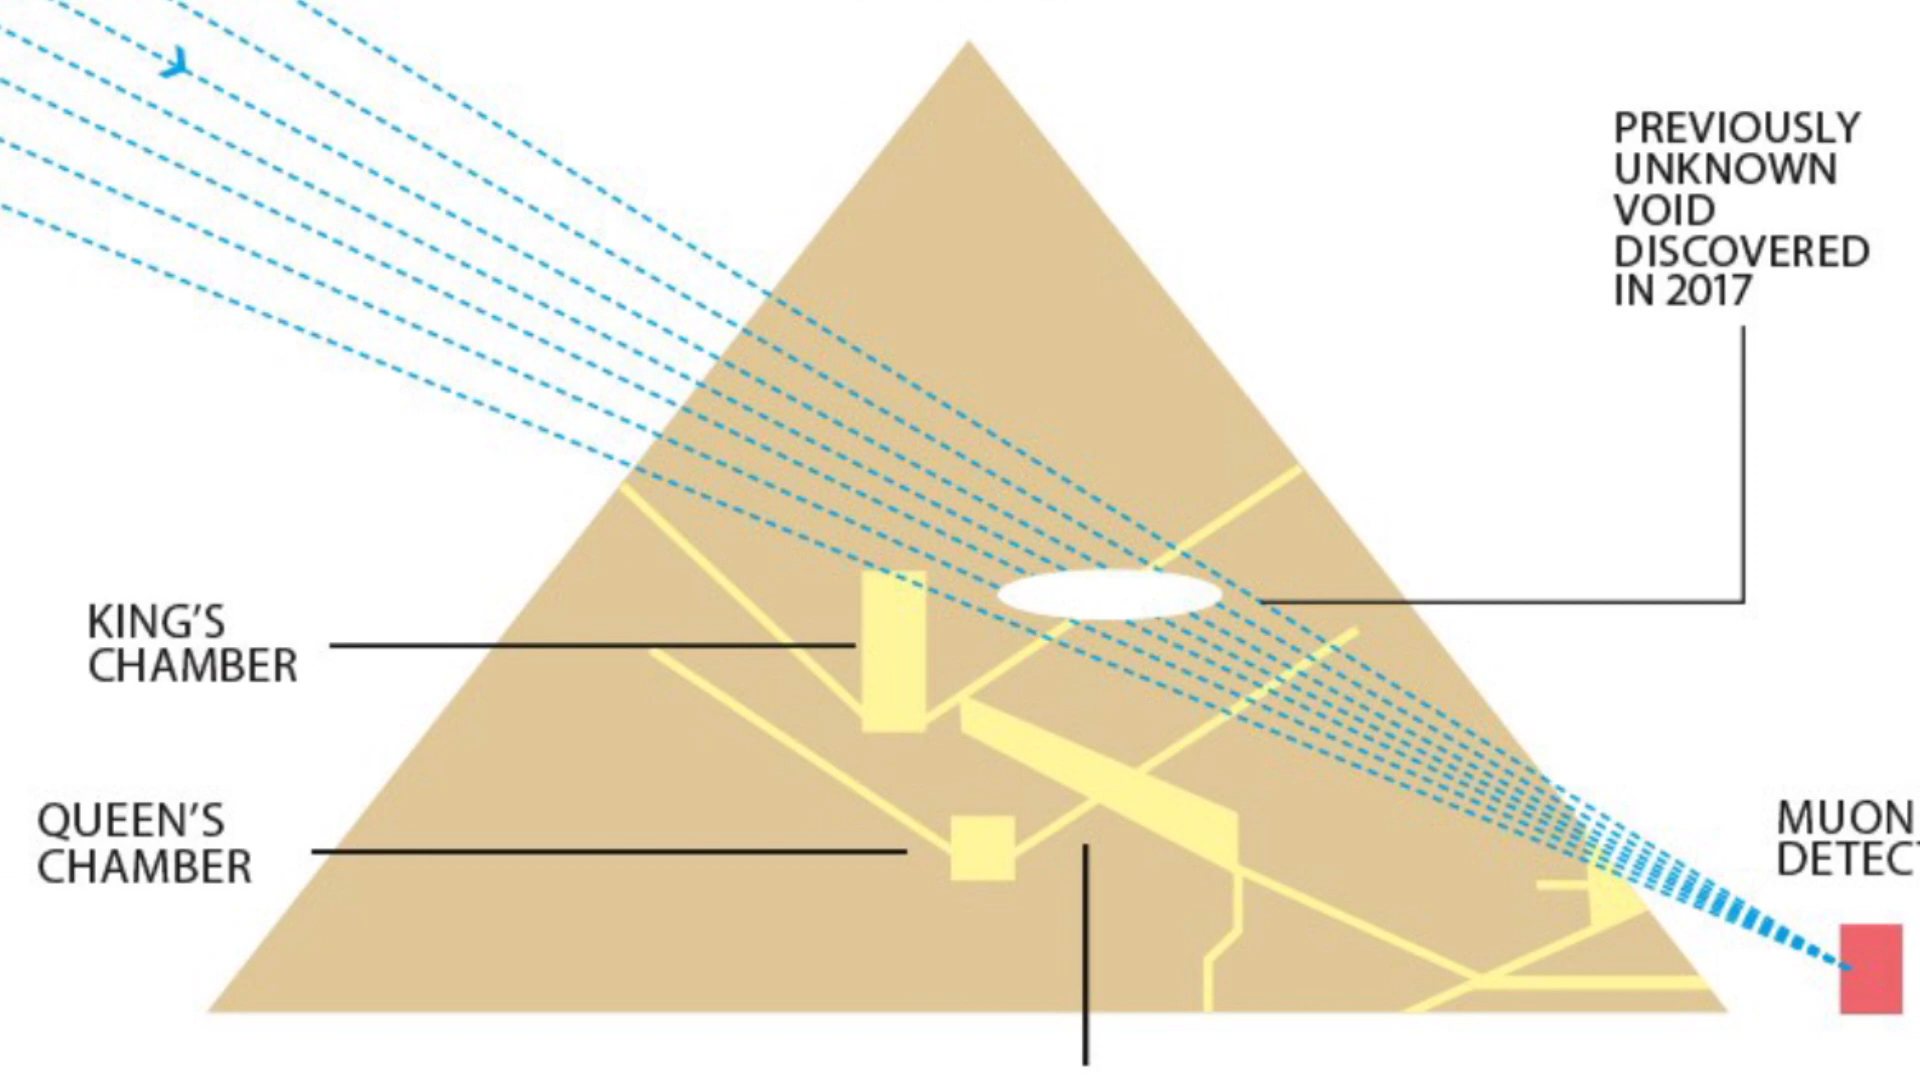 PREVIOUSLY
UNKNOWN
VOID
DISCOVERED
IN 2017
KING'S
CHAMBER
QUEEN'S
CHAMBER
MUON